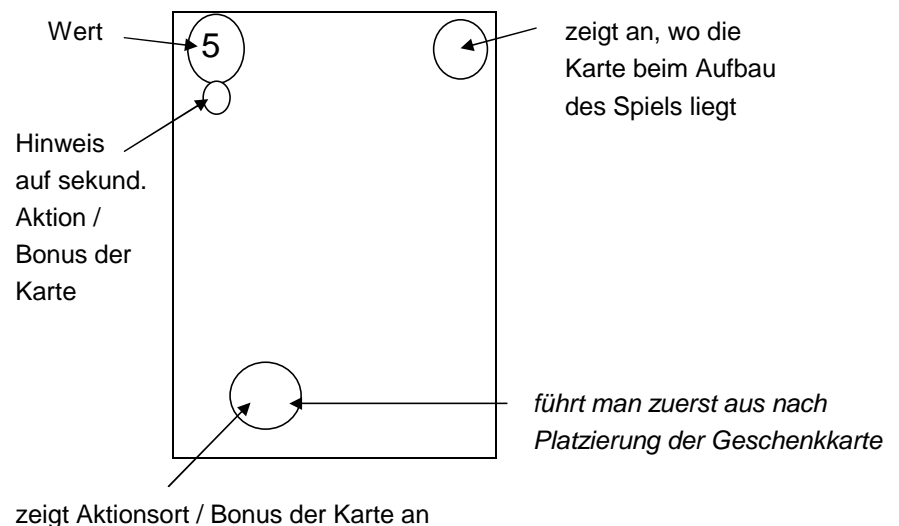 Wert
5
zeigt an, wo die
Karte beim Aufbau
des Spiels liegt
Hinweis
auf sekund.
Aktion /
Bonus der
Karte
führt man zuerst aus nach
Platzierung der Geschenkkarte
zeigt Aktionsort / Bonus der Karte an